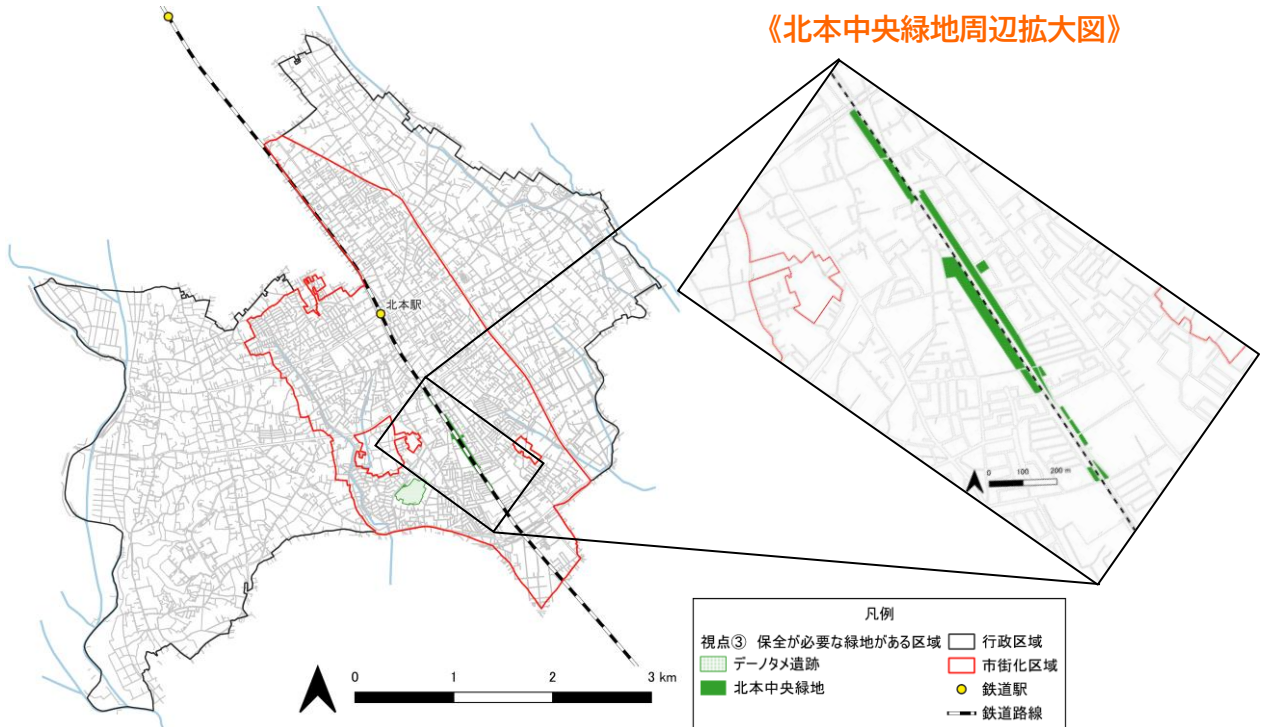 《北本中央緑地周辺拡大図》
北本駅
0 100 200 m
0 1 2 3 km
凡例
視点③ 保全が必要な緑地がある区域
デーノタメ遺跡
北本中央緑地
行政区域
市街化区域
鉄道駅
鉄道路線